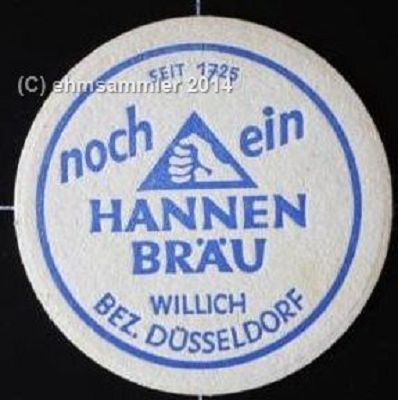 SEIT 1725
(C) ehmsammler 2014
noch ein
HANNEN
BRÄU
WILLICH
BEZ. DÜSSELDORF